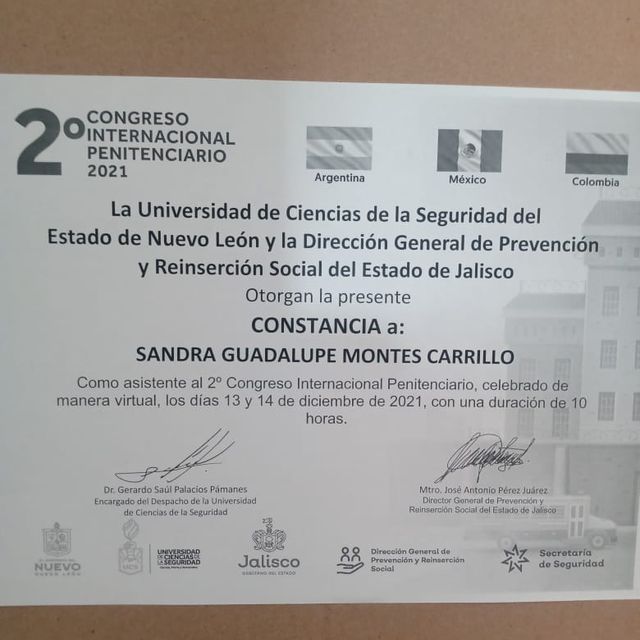 2º CONGRESO
INTERNACIONAL
PENITENCIARIO
2021
Argentina
México
Colombia
La Universidad de Ciencias de la Seguridad del
Estado de Nuevo León y la Dirección General de Prevención
y Reinserción Social del Estado de Jalisco
Otorgan la presente
CONSTANCIA a:
SANDRA GUADALUPE MONTES CARRILLO
Como asistente al 2º Congreso Internacional Penitenciario, celebrado de
manera virtual, los días 13 y 14 de diciembre de 2021, con una duración de 10
horas.
Dr. Gerardo Saúl Palacios Pámanes
Encargado del Despacho de la Universidad
de Ciencias de la Seguridad
Mtro. José Antonio Pérez Juárez
Director General de Prevención y
Reinserción Social del Estado de Jalisco
NUEVO
NUEVO LEÓN
UCS
UNIVERSIDAD
DE CIENCIAS DE
LA SEGURIDAD
Jalisco
GOBIERNO DEL ESTADO
Dirección General de
Prevención y Reinserción
Social
Secretaría
de Seguridad